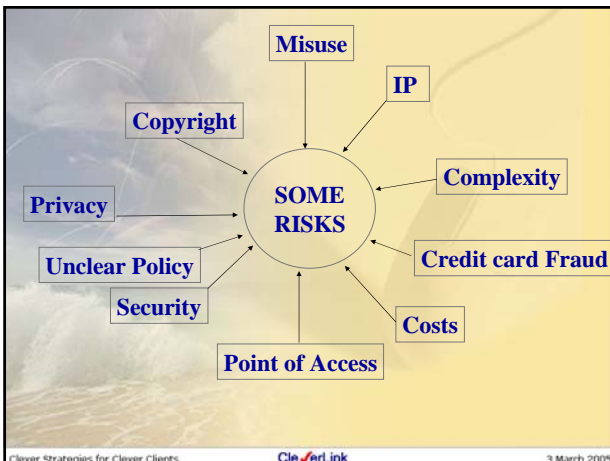 Misuse
IP
Copyright
Complexity
SOME
RISKS
Privacy
Unclear Policy
Credit card Fraud
Security
Costs
Point of Access
Clever Strategies for Clever Clients
CleverLink
3 March 2005